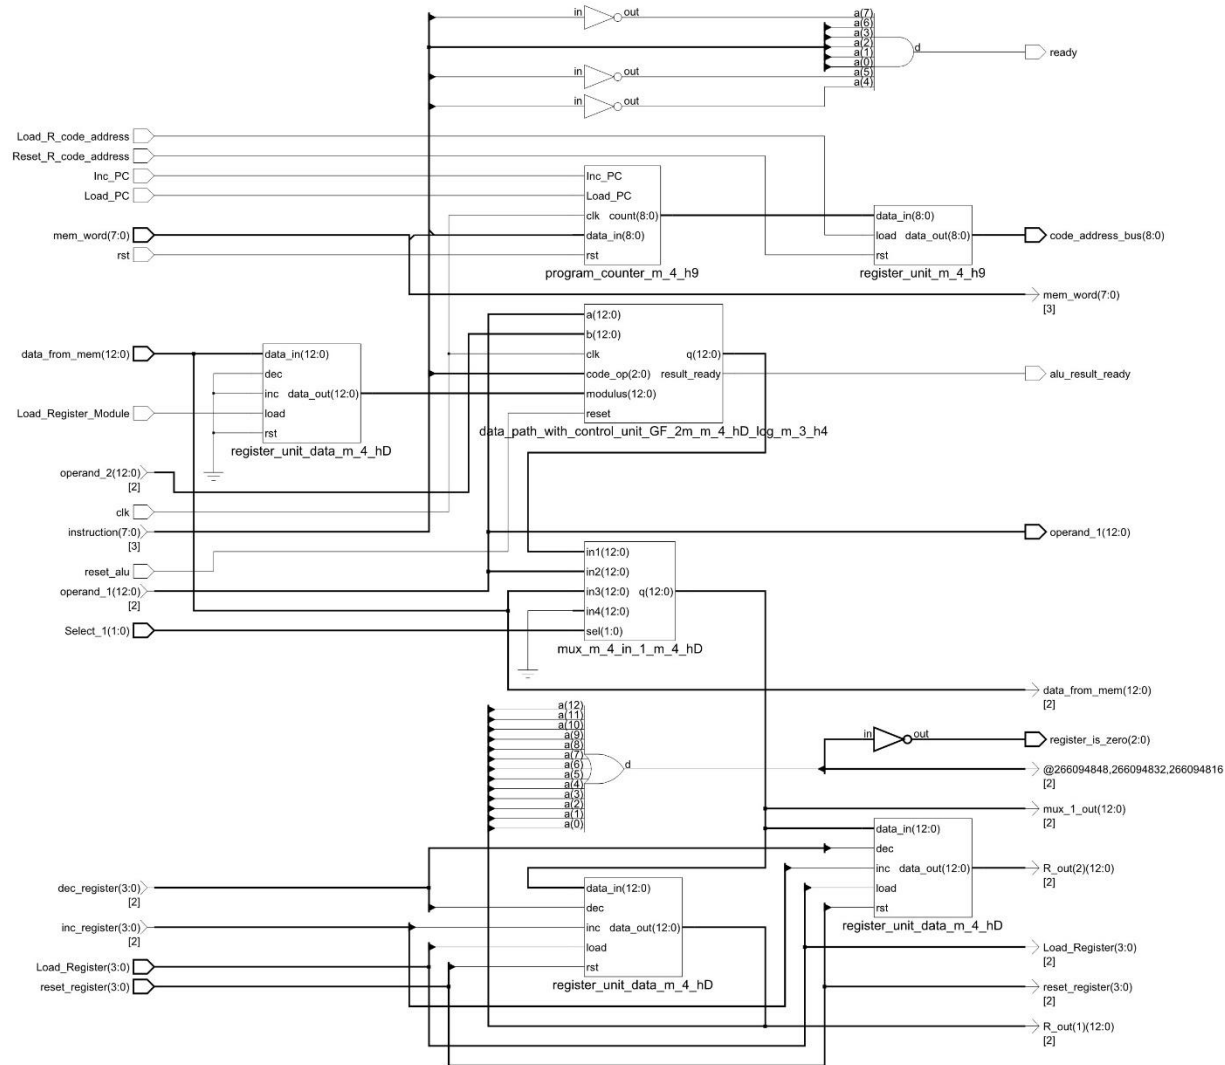 in out
a(7)
a(6)
a(3)
a(2)
a(1)
a(0)
a(5)
a(4)
d
ready
in out
in out
Load_R_code_address
Reset_R_code_address
Inc_PC
Load_PC
mem_word(7:0)
rst
Inc_PC
Load_PC
clk count(8:0)
data_in(8:0)
rst
program_counter_m_4_h9
data_in(8:0)
load data_out(8:0)
rst
register_unit_m_4_h9
code_address_bus(8:0)
mem_word(7:0)
[3]
data_from_mem(12:0)
Load_Register_Module
data_in(12:0)
dec
inc data_out(12:0)
load
rst
register_unit_data_m_4_hD
a(12:0)
b(12:0)
clk q(12:0)
code_op(2:0) result_ready
modulus(12:0)
reset
data_path_with_control_unit_GF_2m_m_4_hD_log_m_3_h4
alu_result_ready
operand_2(12:0)
[2]
clk
instruction(7:0)
[3]
reset_alu
operand_1(12:0)
[2]
Select_1(1:0)
operand_1(12:0)
in1(12:0)
in2(12:0)
in3(12:0) q(12:0)
in4(12:0)
sel(1:0)
mux_m_4_in_1_m_4_hD
data_from_mem(12:0)
[2]
a(12)
a(11)
a(10)
a(9)
a(8)
a(7)
a(6)
a(5)
a(4)
a(3)
a(2)
a(1)
a(0)
d
in out
register_is_zero(2:0)
@266094848,266094832,266094816
[2]
mux_1_out(12:0)
[2]
data_in(12:0)
dec
inc data_out(12:0)
load
rst
register_unit_data_m_4_hD
R_out(2)(12:0)
[2]
dec_register(3:0)
[2]
inc_register(3:0)
[2]
Load_Register(3:0)
reset_register(3:0)
data_in(12:0)
dec
inc data_out(12:0)
load
rst
register_unit_data_m_4_hD
Load_Register(3:0)
[2]
reset_register(3:0)
[2]
R_out(1)(12:0)
[2]